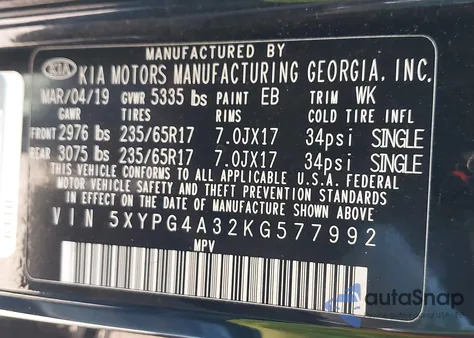 MANUFACTURED BY
KIA KIA MOTORS MANUFACTURING GEORGIA, INC.
MAR/04/19 GVWR 5335 lbs PAINT EB TRIM WK
GAWR TIRES RIMS COLD TIRE INFL
FRONT 2976 lbs 235/65R17 7.0JX17 34psi SINGLE
REAR 3075 lbs 235/65R17 7.0JX17 34psi SINGLE
THIS VEHICLE CONFORMS TO ALL APPLICABLE U.S.A. FEDERAL
MOTOR VEHICLE SAFETY AND THEFT PREVENTION STANDARDS
IN EFFECT ON THE DATE OF MANUFACTURE SHOWN ABOVE
VIN 5XYPG4A32KG577992
MPV
autaSnap